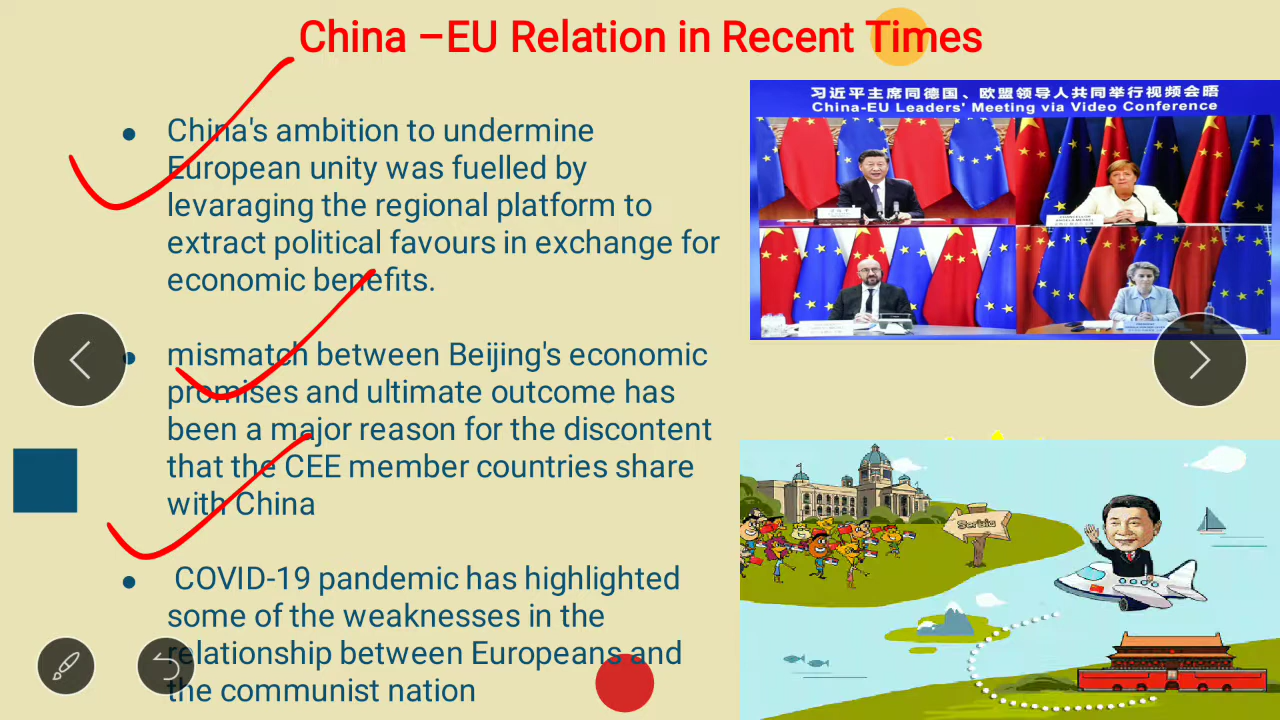 China –EU Relation in Recent Times
China's ambition to undermine
European unity was fuelled by
levaraging the regional platform to
extract political favours in exchange for
economic benefits.
mismatch between Beijing's economic
promises and ultimate outcome has
been a major reason for the discontent
that the CEE member countries share
with China
COVID-19 pandemic has highlighted
some of the weaknesses in the
relationship between Europeans and
the communist nation
习近平主席同德国、欧盟领导人共同举行视频会晤
China-EU Leaders' Meeting via Video Conference
Serbia